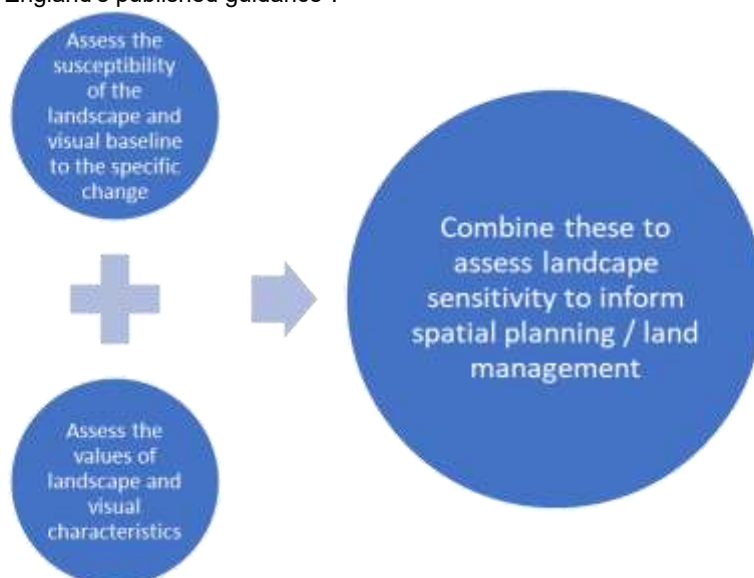 England's published guidance .
Assess the
susceptibility
of the
landscape and
visual baseline
to the specific
change
Combine these to
assess landcape
sensitivity to inform
spatial planning / land
management
Assess the
values of
landscape and
visual
characteristics